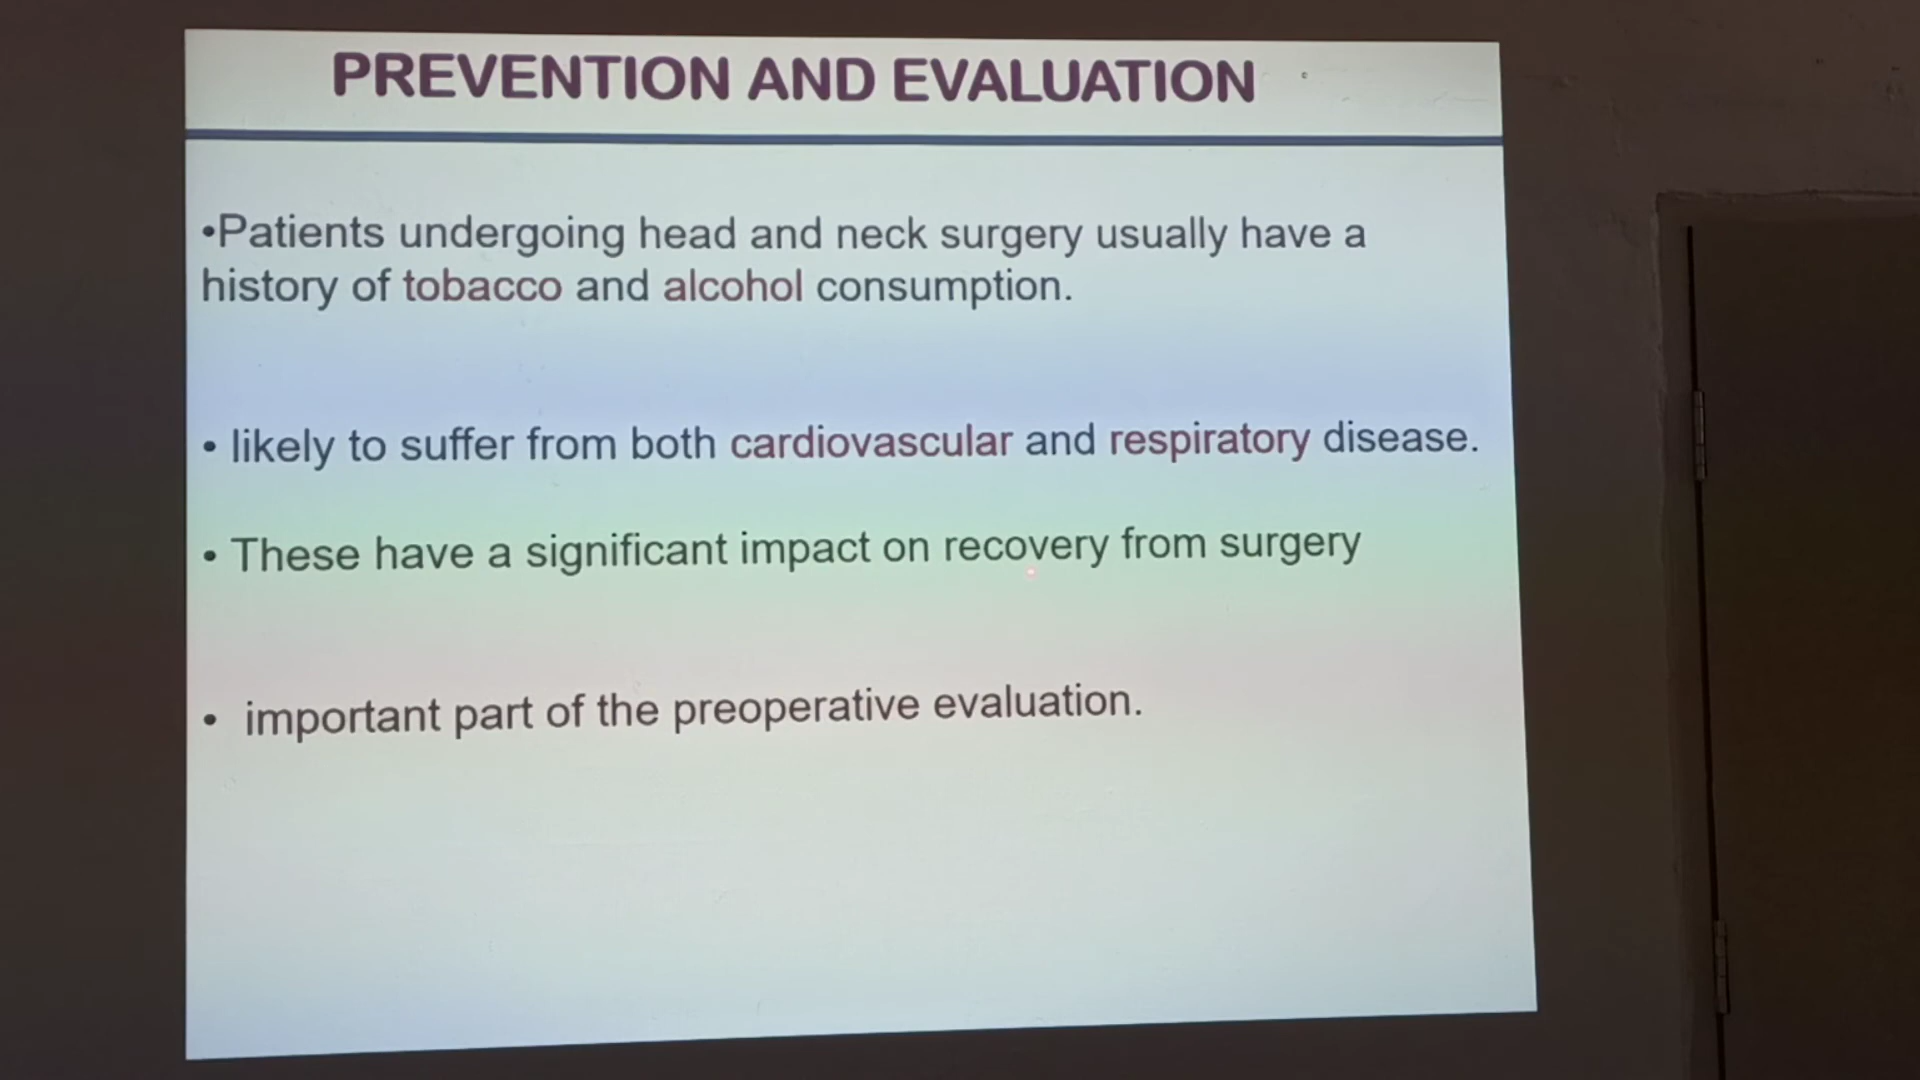 PREVENTION AND EVALUATION
•Patients undergoing head and neck surgery usually have a
history of tobacco and alcohol consumption.
• likely to suffer from both cardiovascular and respiratory disease.
• These have a significant impact on recovery from surgery
• important part of the preoperative evaluation.